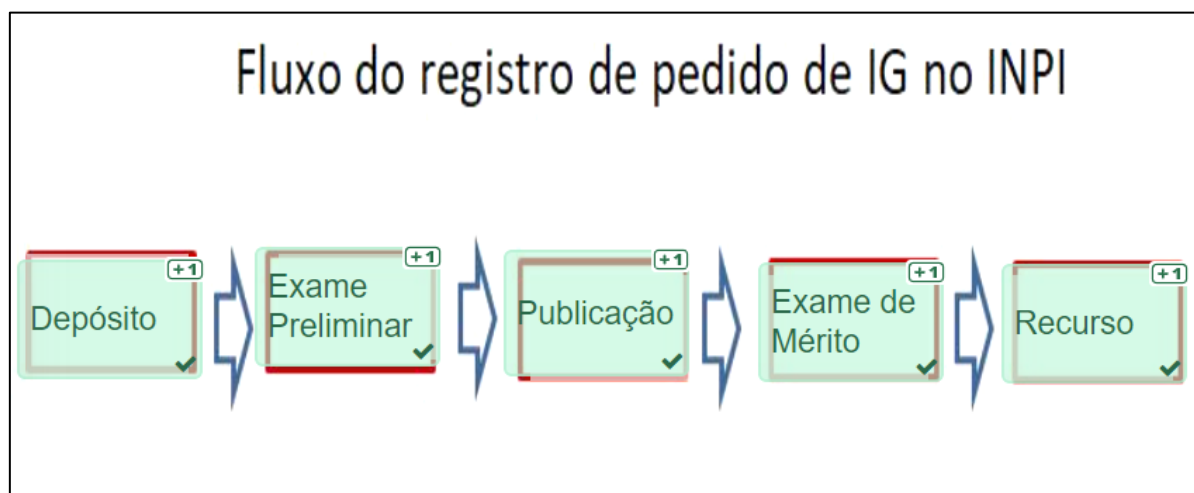 Fluxo do registro de pedido de IG no INPI
+1
Depósito
+1
Exame
Preliminar
+1
Publicação
+1
Exame de
Mérito
+1
Recurso